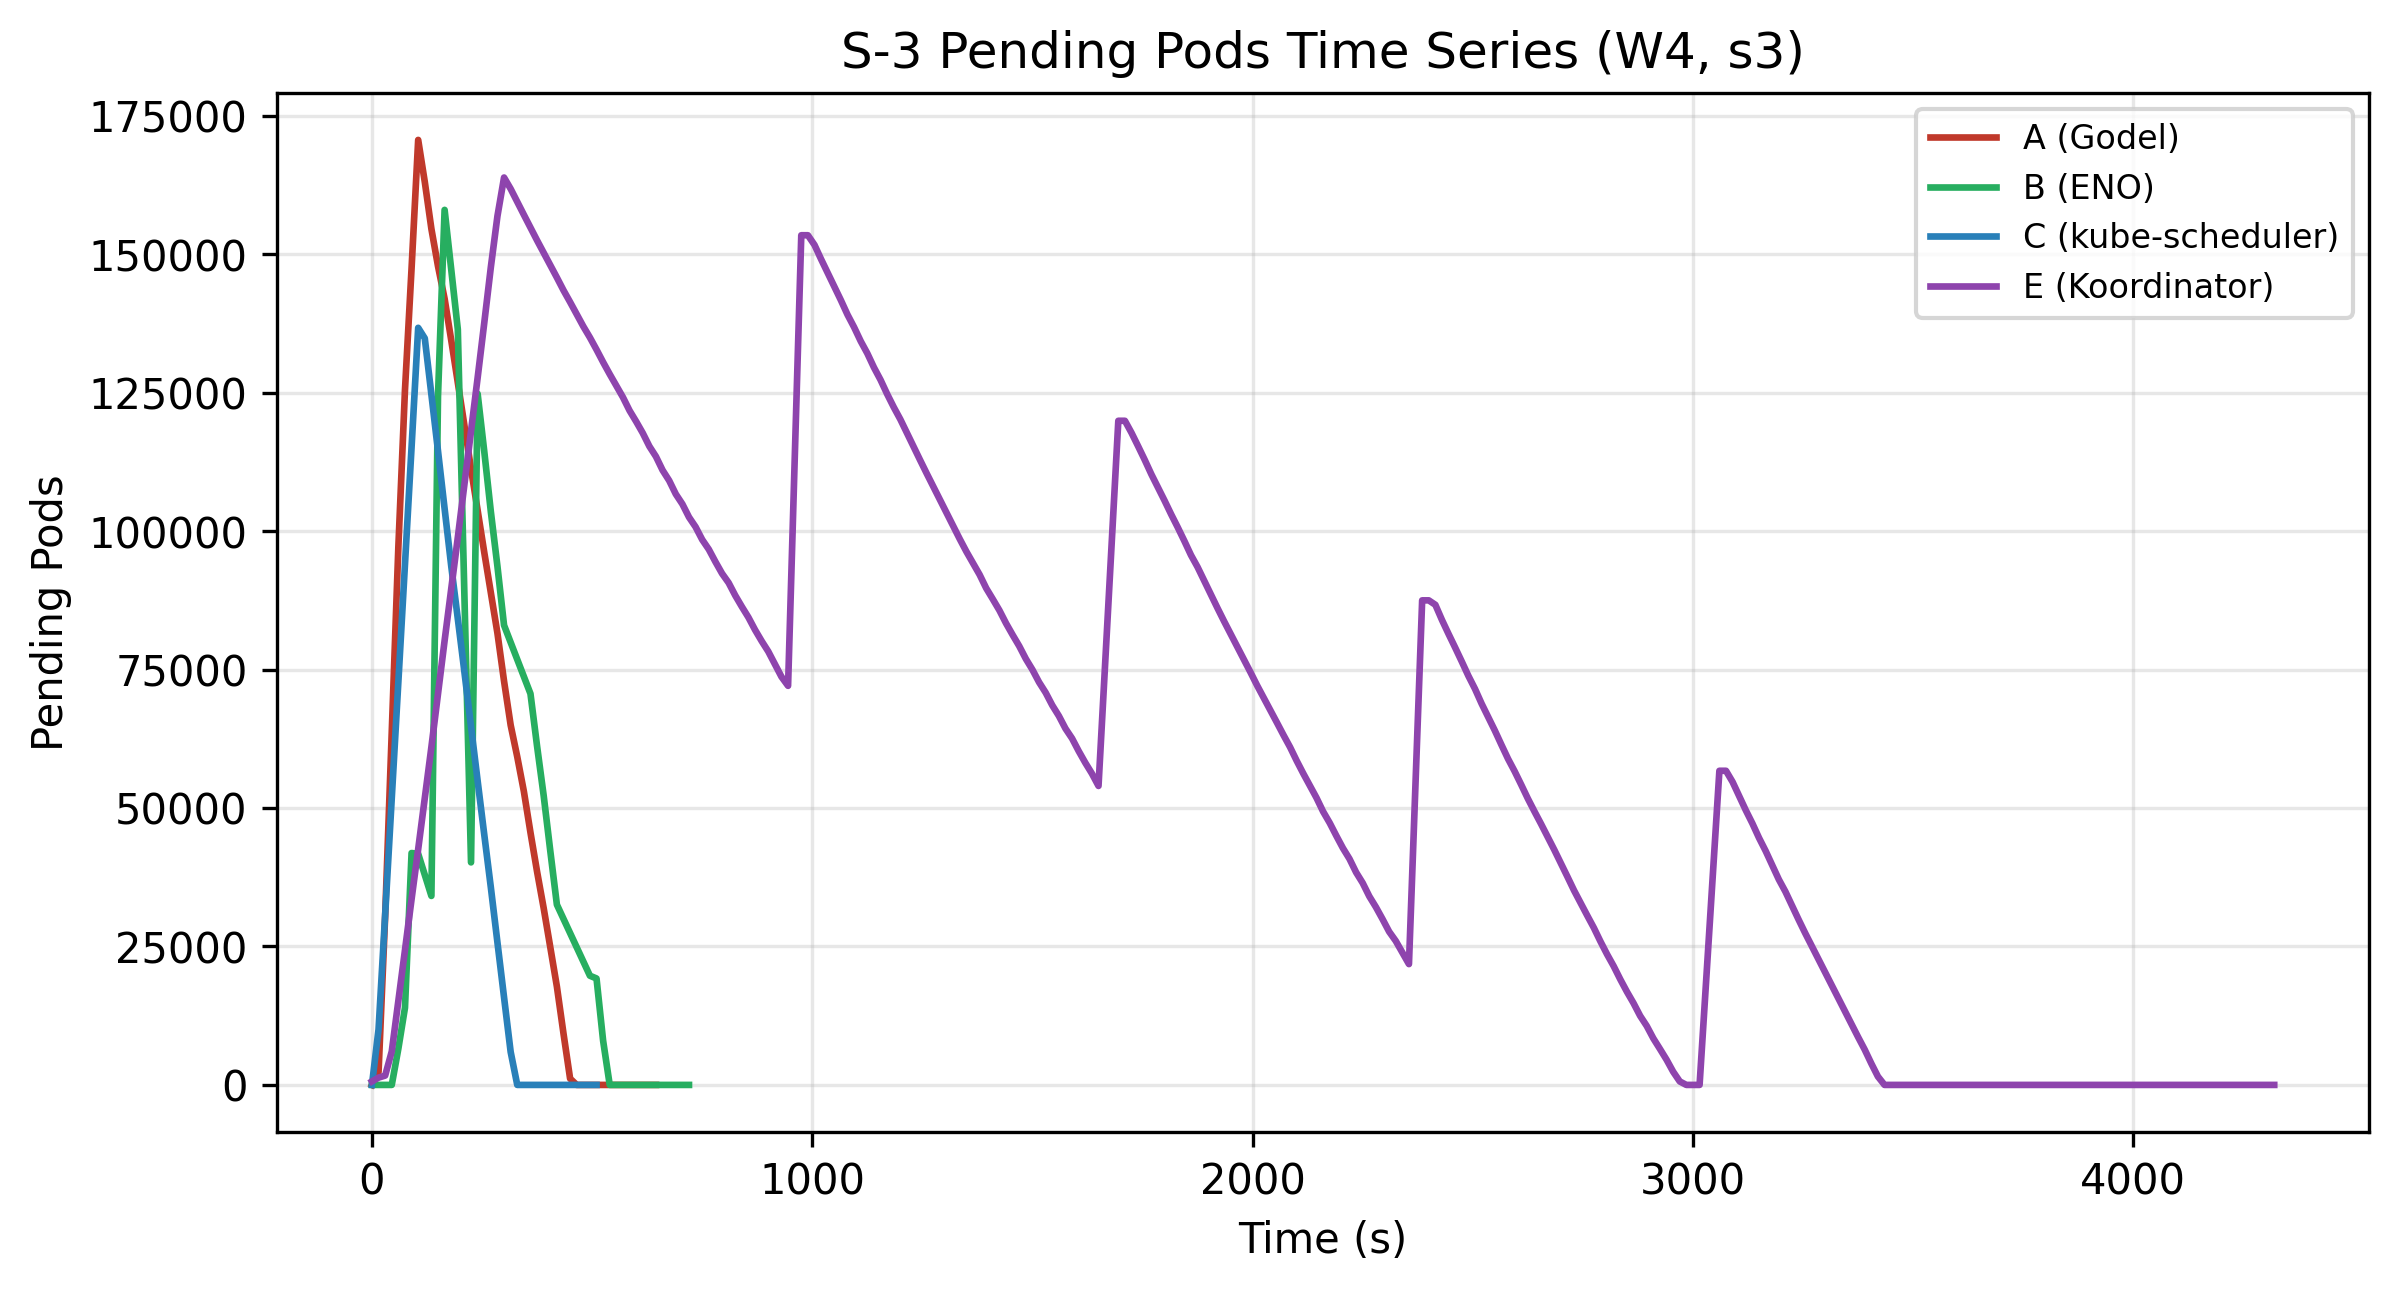 S-3 Pending Pods Time Series (W4, s3)
175000
150000
125000
100000
75000
50000
25000
0
Pending Pods
A (Godel)
B (ENO)
C (kube-scheduler)
E (Koordinator)
0 1000 2000 3000 4000
Time (s)